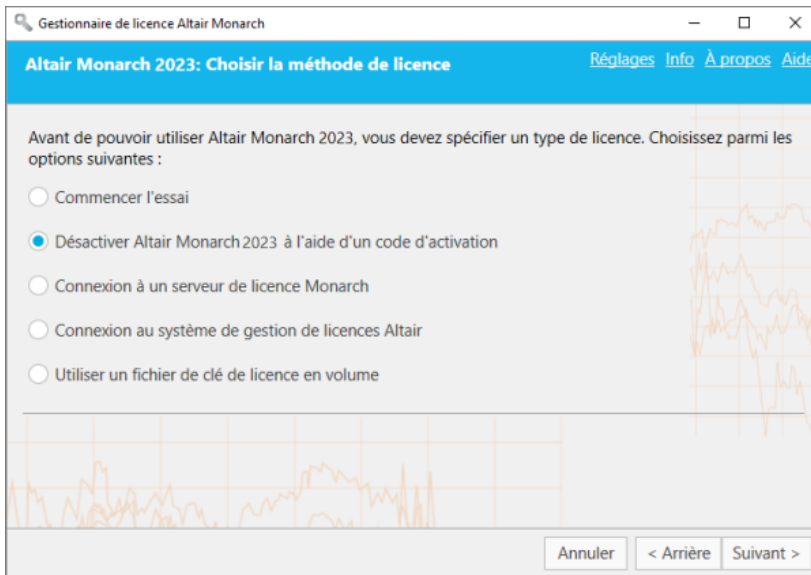 Gestionnaire de licence Altair Monarch
Altair Monarch 2023: Choisir la méthode de licence
Réglages Info À propos Aide
Avant de pouvoir utiliser Altair Monarch 2023, vous devez spécifier un type de licence. Choisissez parmi les
options suivantes :
Commencer l'essai
Désactiver Altair Monarch 2023 à l'aide d'un code d'activation
Connexion à un serveur de licence Monarch
Connexion au système de gestion de licences Altair
Utiliser un fichier de clé de licence en volume
Annuler < Arrière Suivant >